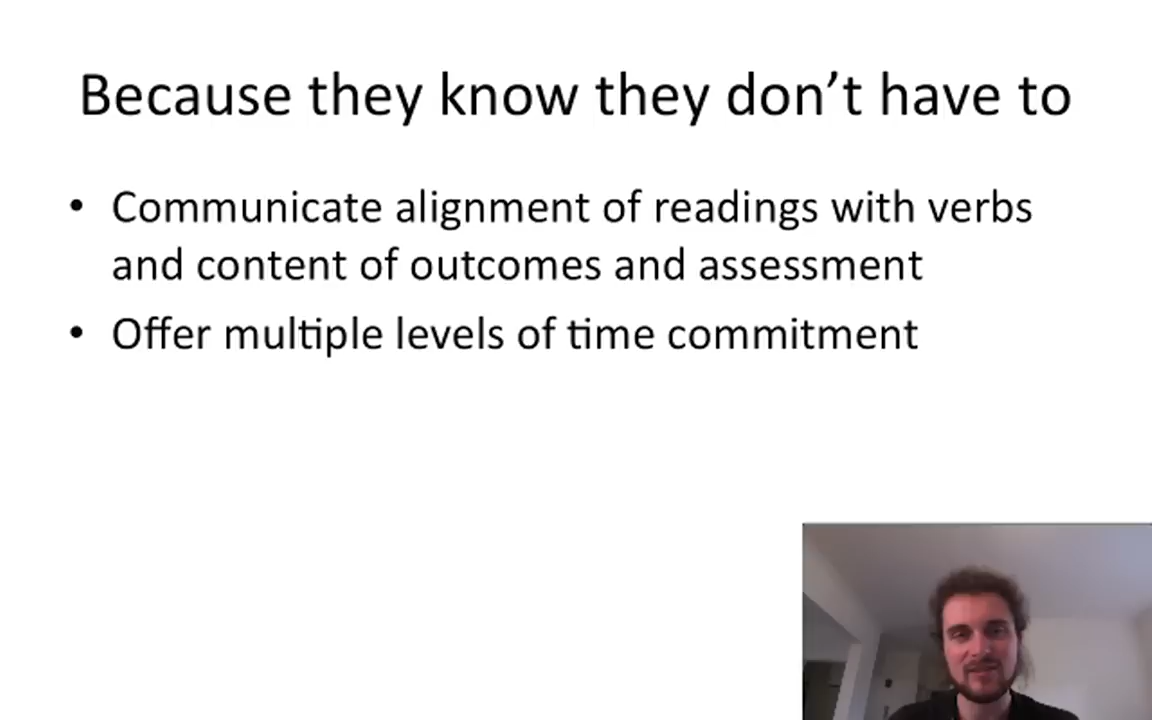 Because they know they don’t have to
• Communicate alignment of readings with verbs
and content of outcomes and assessment
• Offer multiple levels of time commitment